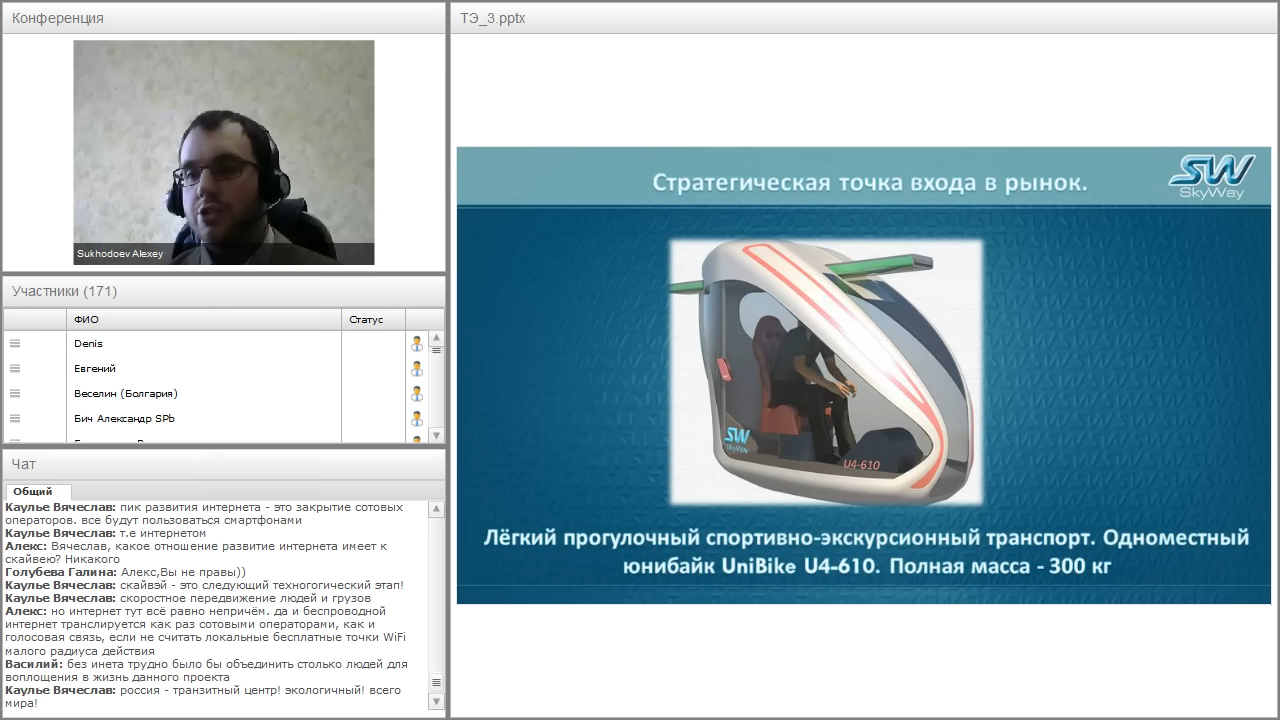 Конференция
Sukhodoev Alexey
Участники (171)
ФИО
Статус
Denis
Евгений
Веселин (Болгария)
Бич Александр SPb
Чат
Общий
Каулье Вячеслав: пик развития интернета - это закрытие сотовых
операторов. все будут пользоваться смартфонами
Каулье Вячеслав: т.е интернетом
Алекс: Вячеслав, какое отношение развитие интернета имеет к
скайвею? Никакого
Голубева Галина: Алекс,Вы не правы))
Каулье Вячеслав: скайвэй - это следующий техногогический этап!
Каулье Вячеслав: скоростное передвижение людей и грузов
Алекс: но интернет тут всё равно непричём. да и беспроводной
интернет транслируется как раз сотовыми операторами, как и
голосовая связь, если не считать локальные бесплатные точки WiFi
малого радиуса действия
Василий: без инета трудно было бы объединить столько людей для
воплощения в жизнь данного проекта
Каулье Вячеслав: россия - транзитный центр! экологичный! всего
мира!
ТЭ_3.pptx
Стратегическая точка входа в рынок.
SW
SkyWay
SW
SkyWay
U4-610
Лёгкий прогулочный спортивно-экскурсионный транспорт. Одноместный
юнибайк UniBike U4-610. Полная масса - 300 кг